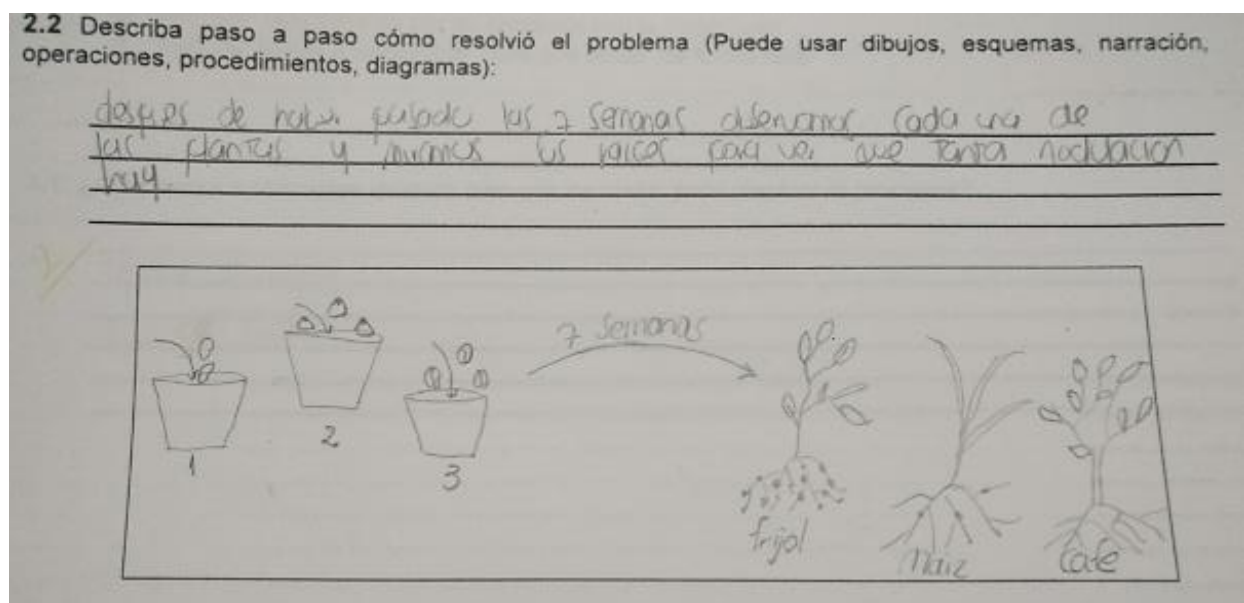 2.2 Describa paso a paso cómo resolvió el problema (Puede usar dibujos, esquemas, narración,
operaciones, procedimientos, diagramas):
después de haber pasado las 7 semanas observamos cada una de
las plantas y miramos las raices para ver que tanta nodulación
hay.
7 semanas
1
2
3
frijol
maiz
cafe